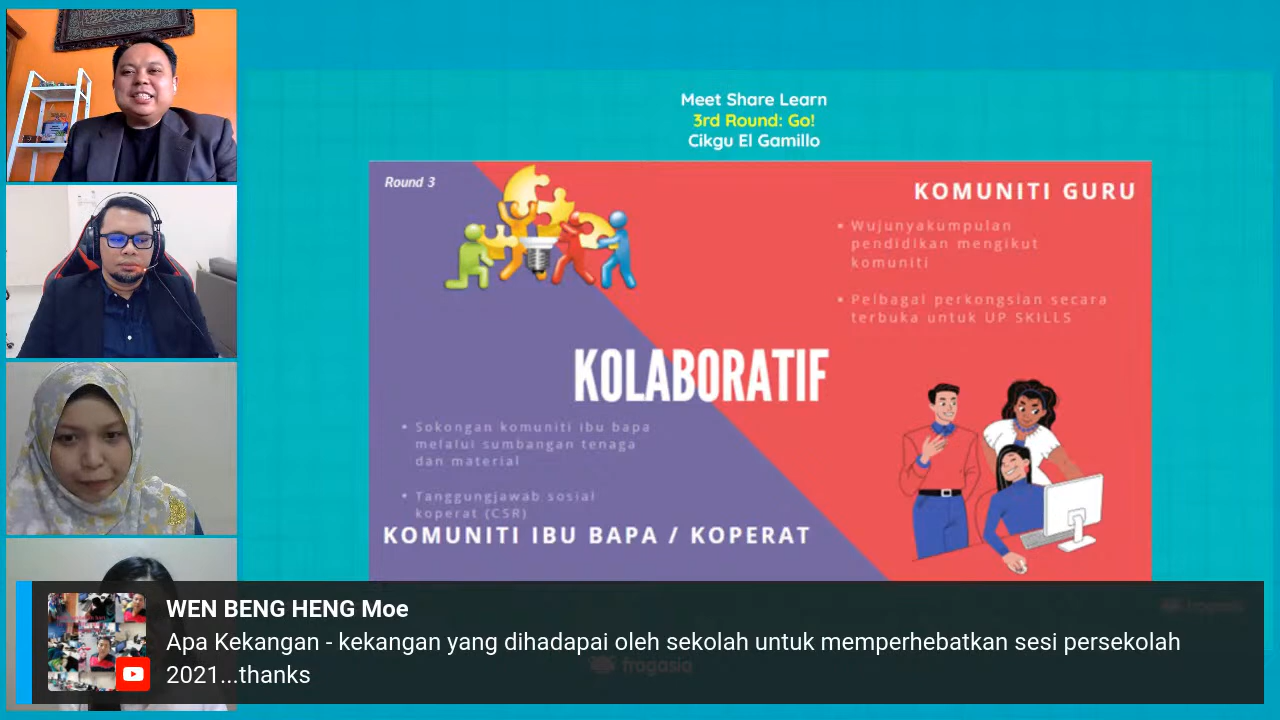 Meet Share Learn
3rd Round: Go!
Cikgu El Gamillo
Round 3
KOMUNITI GURU
• Wujunyakumpulan
pendidikan mengikut
komuniti
• Pelbagai perkongsian secara
terbuka untuk UP SKILLS
KOLABORATIF
• Sokongan komuniti ibu bapa
melalui sumbangan tenaga
dan material
• Tanggungjawab sosial
koperat (CSR)
KOMUNITI IBU BAPA / KOPERAT
WEN BENG HENG Moe
Apa Kekangan - kekangan yang dihadapai oleh sekolah untuk memperhebatkan sesi persekolah
2021...thanks
frogasia
frogasia